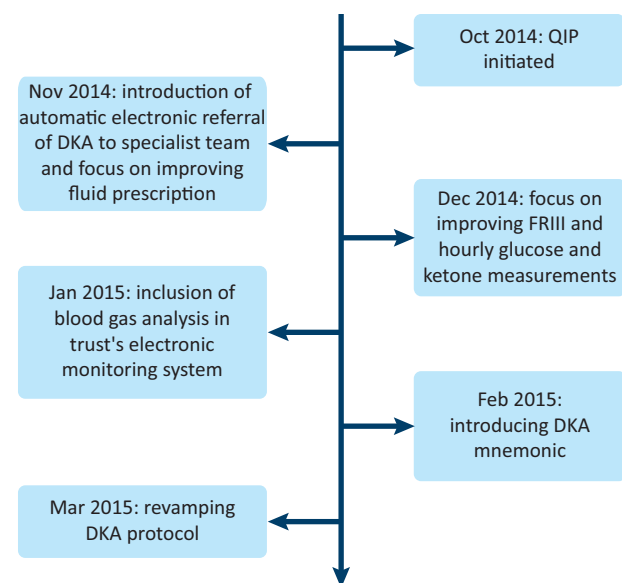 Oct 2014: QIP
initiated
Nov 2014: introduction of
automatic electronic referral
of DKA to specialist team
and focus on improving
fluid prescription
Dec 2014: focus on
improving FRIII and
hourly glucose and
ketone measurements
Jan 2015: inclusion of
blood gas analysis in
trust's electronic
monitoring system
Feb 2015:
introducing DKA
mnemonic
Mar 2015: revamping
DKA protocol